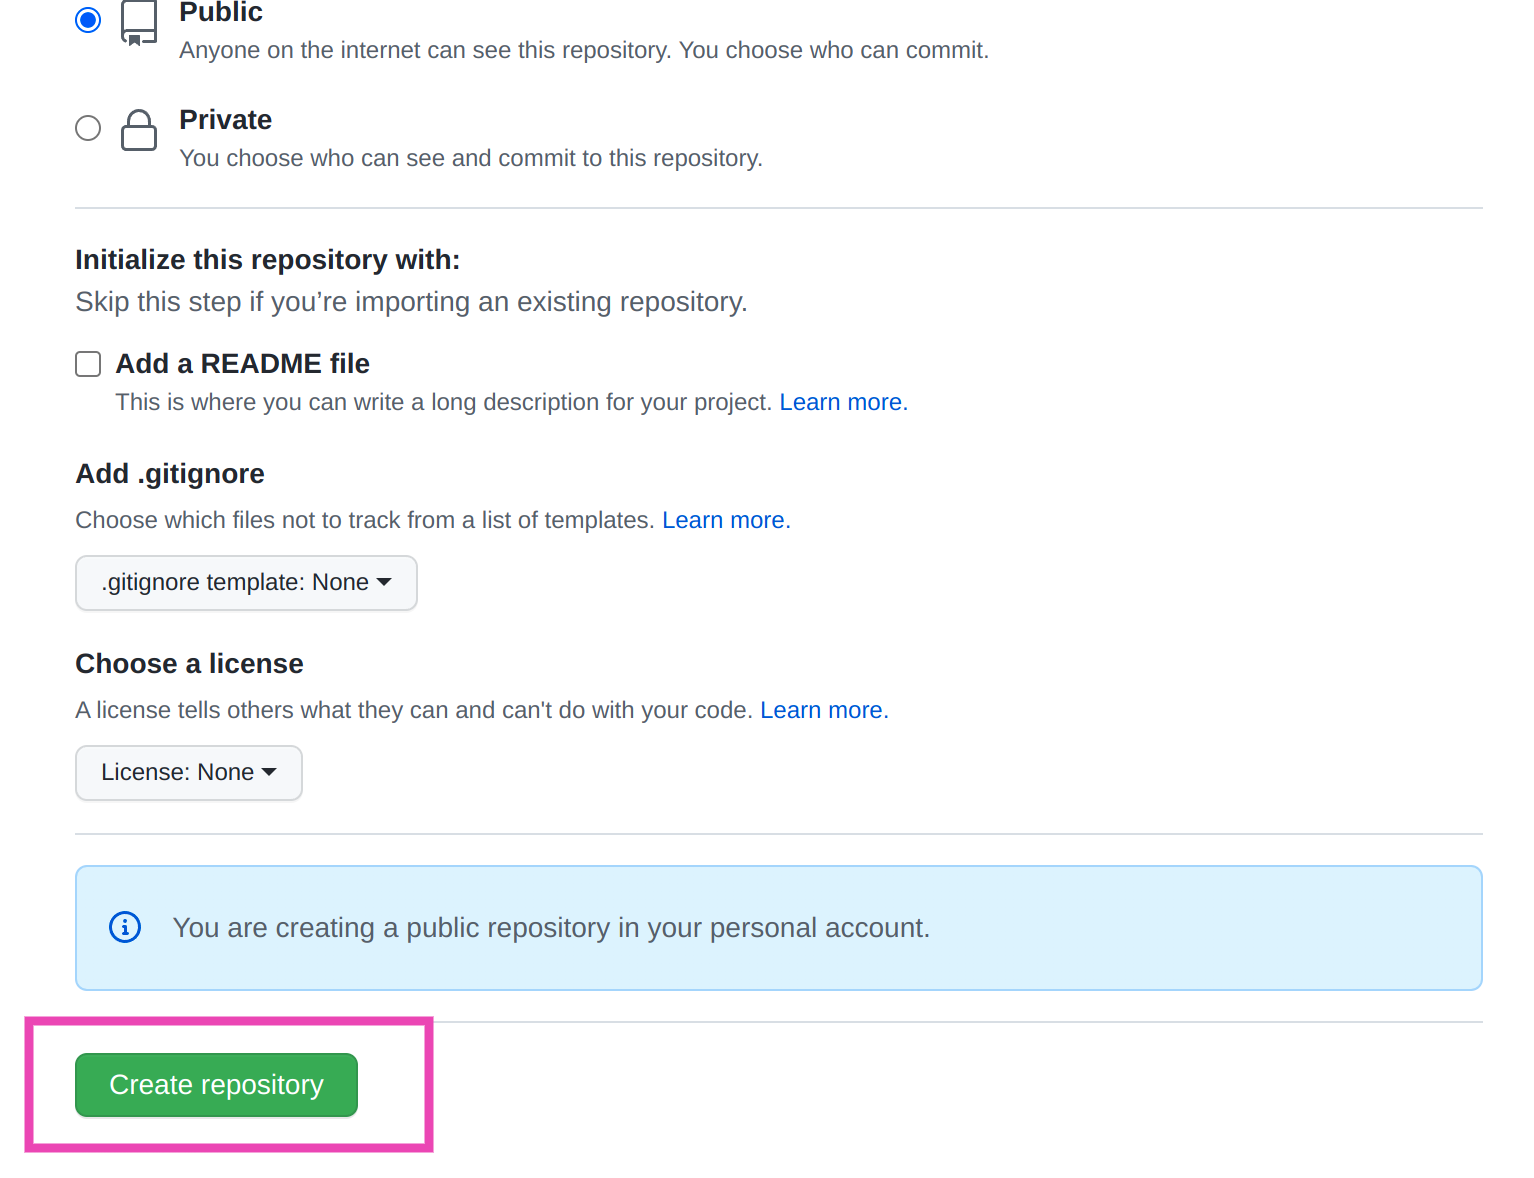 Public
Anyone on the internet can see this repository. You choose who can commit.
Private
You choose who can see and commit to this repository.
Initialize this repository with:
Skip this step if you’re importing an existing repository.
Add a README file
This is where you can write a long description for your project. Learn more.
Add .gitignore
Choose which files not to track from a list of templates. Learn more.
.gitignore template: None
Choose a license
A license tells others what they can and can't do with your code. Learn more.
License: None
You are creating a public repository in your personal account.
Create repository